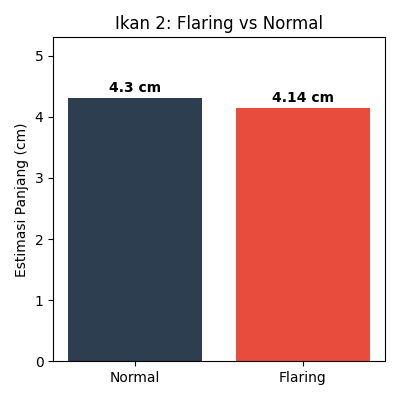 Ikan 2: Flaring vs Normal
5
4
3
2
1
0
Estimasi Panjang (cm)
4.3 cm
4.14 cm
Normal
Flaring